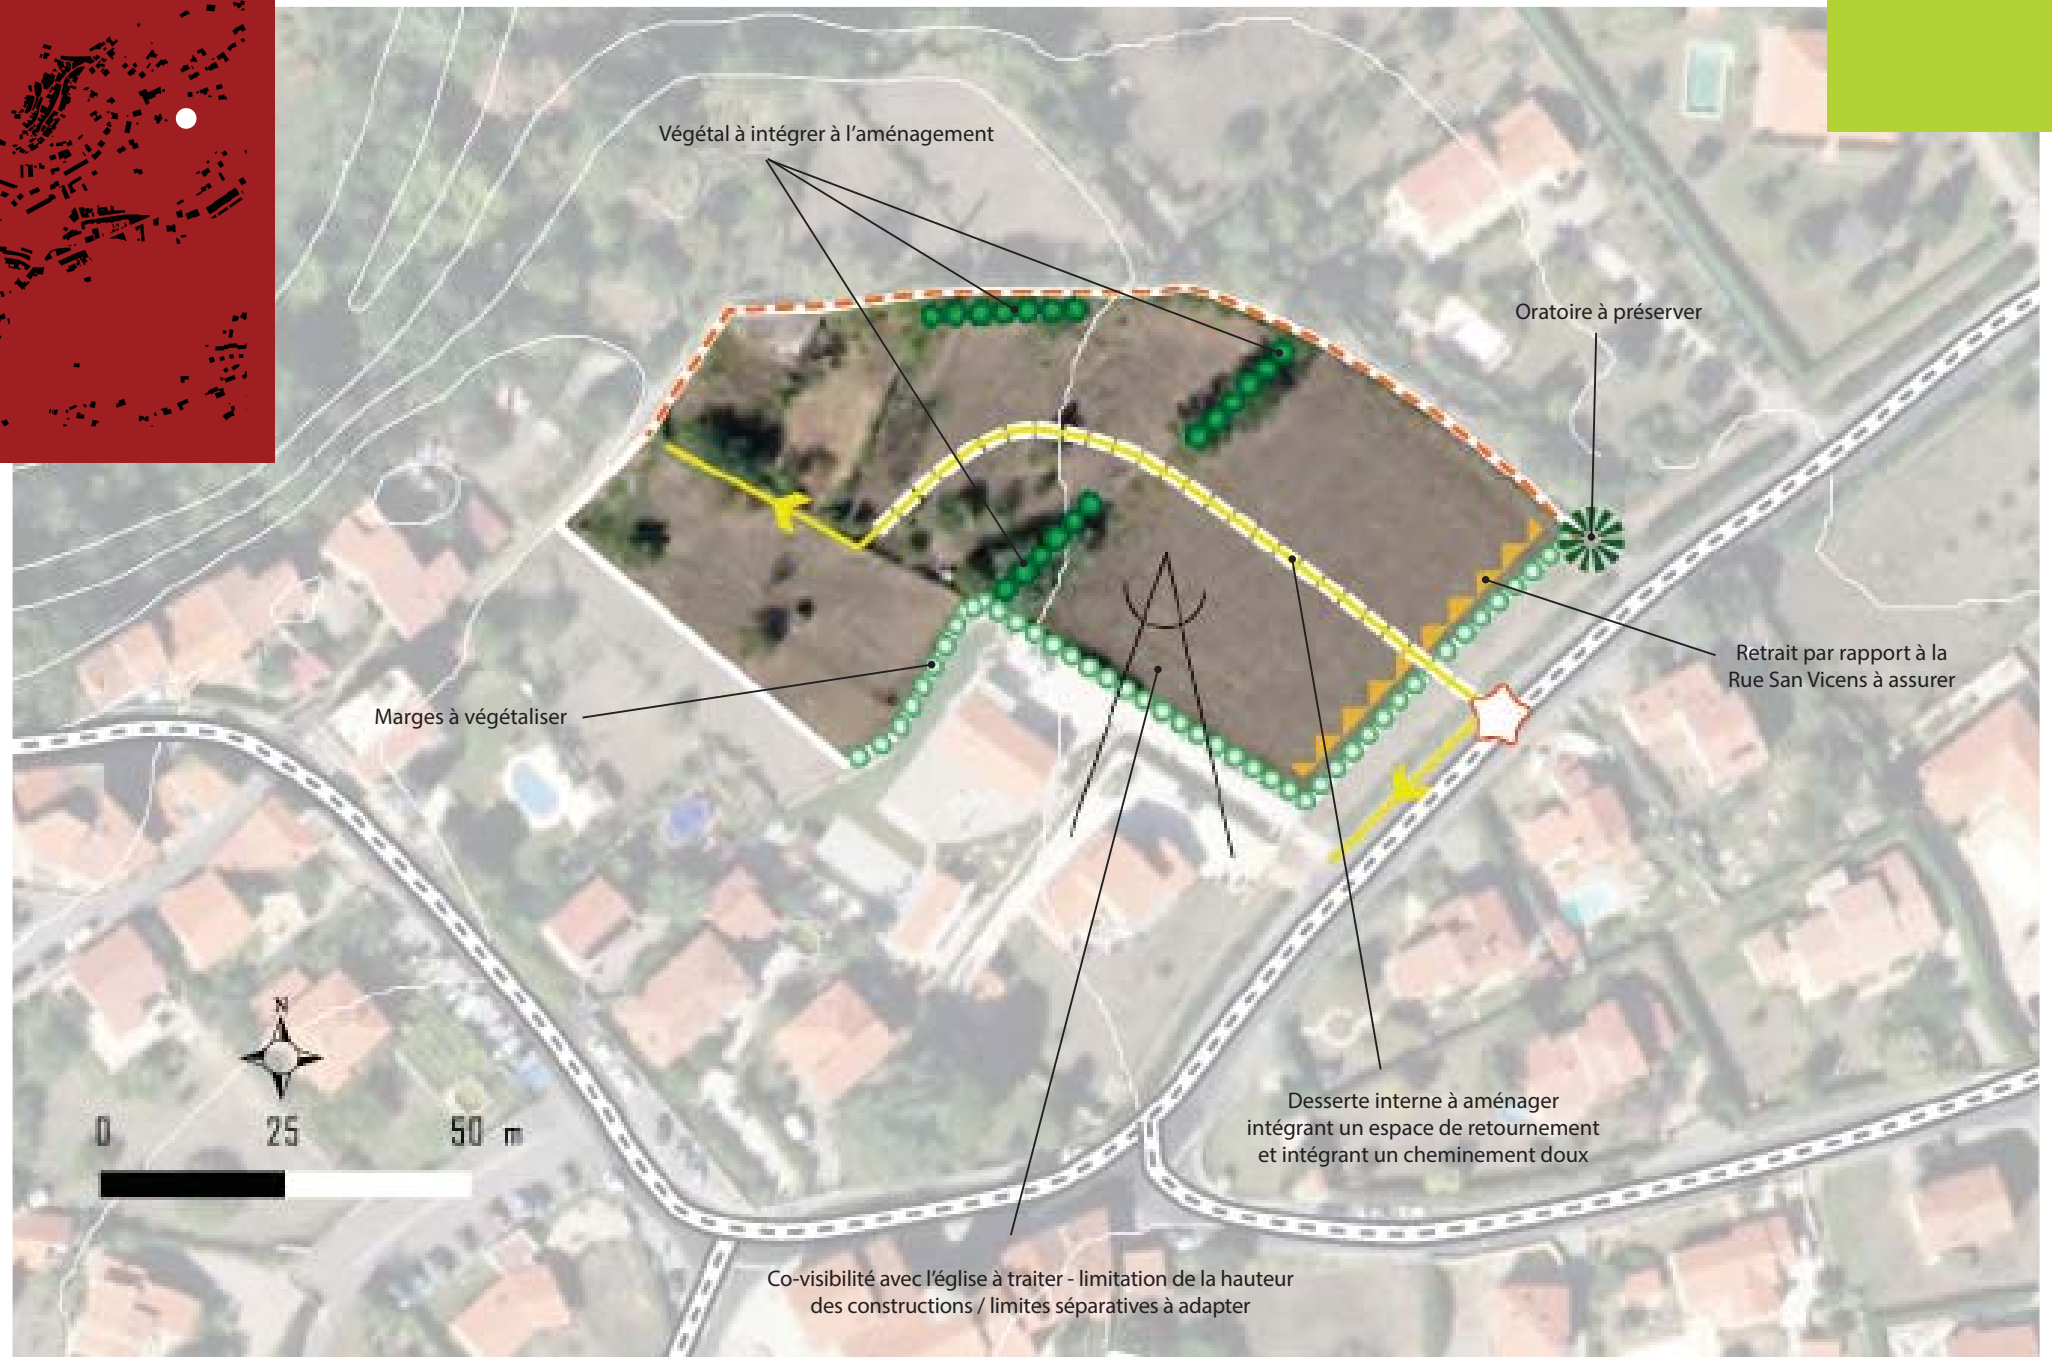 Végétal à intégrer à l’aménagement
Oratoire à préserver
Retrait par rapport à la
Rue San Vicens à assurer
Marges à végétaliser
N
0 25 50 m
Desserte interne à aménager
intégrant un espace de retournement
et intégrant un cheminement doux
Co-visibilité avec l’église à traiter - limitation de la hauteur
des constructions / limites séparatives à adapter